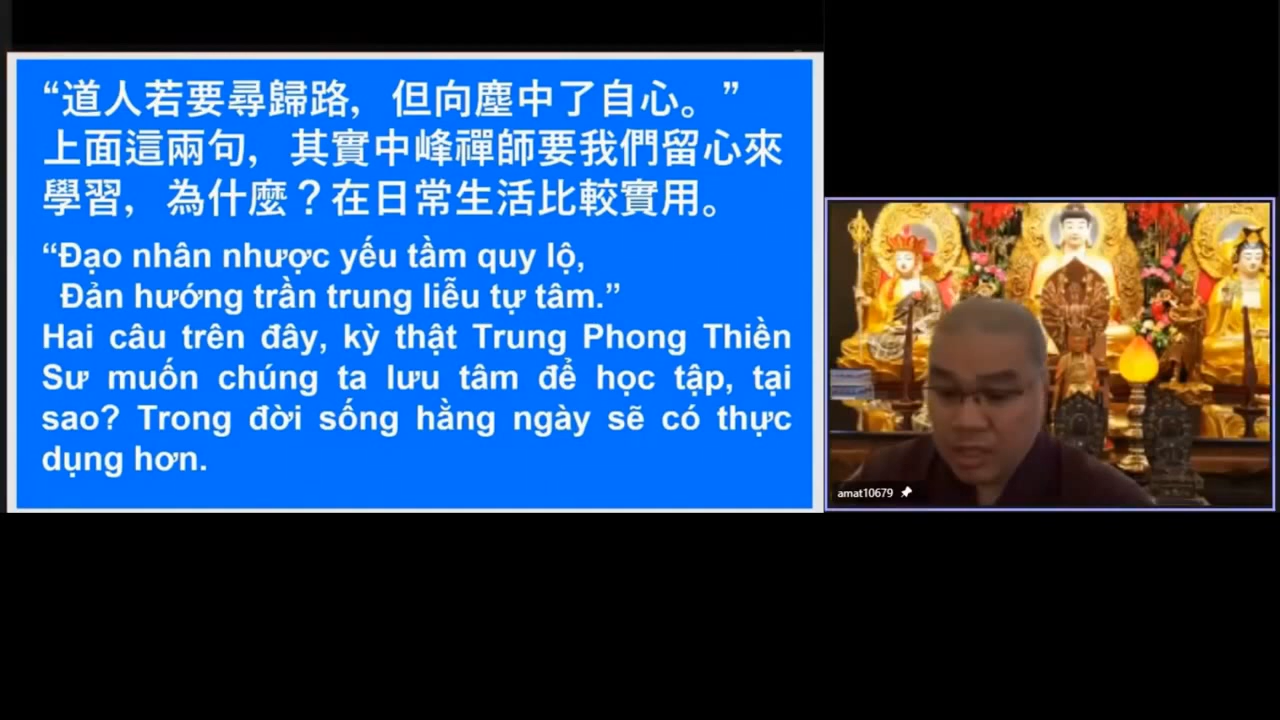 “道人若要尋歸路，但向塵中了自心。”
上面這兩句，其實中峰禪師要我們留心來
學習，為什麼？在日常生活比較實用。
“Đạo nhân nhược yếu tầm quy lộ,
Đản hướng trần trung liễu tự tâm.”
Hai câu trên đây, kỳ thật Trung Phong Thiền
Sư muốn chúng ta lưu tâm để học tập, tại
sao? Trong đời sống hằng ngày sẽ có thực
dụng hơn.
amat10679